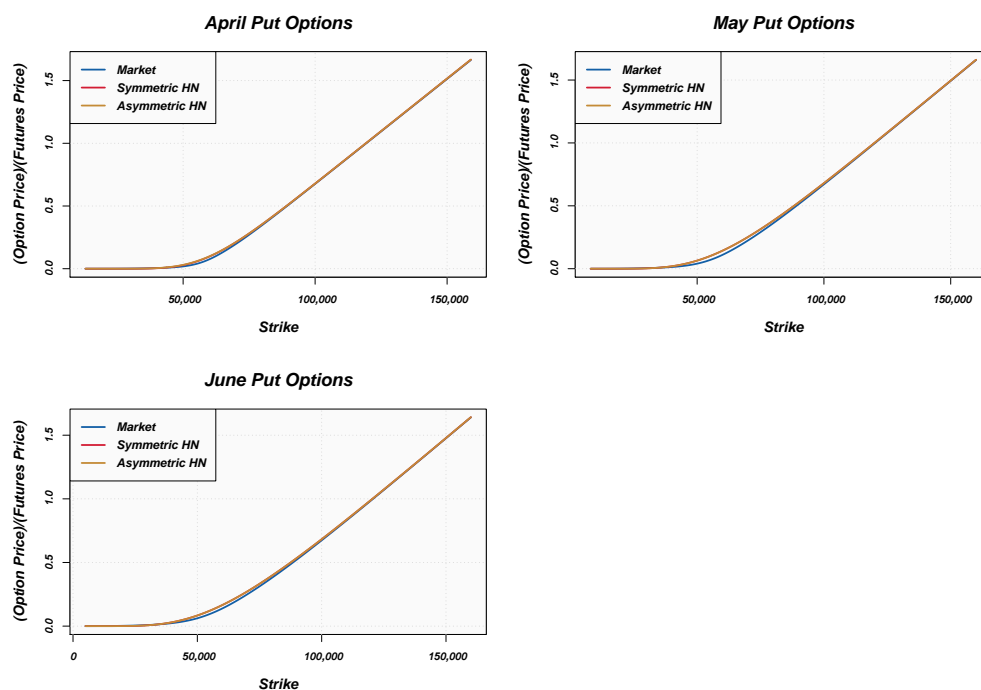 April Put Options
(Option Price)/(Futures Price)
1.5
1.0
0.5
0.0
Market
Symmetric HN
Asymmetric HN
50,000
100,000
150,000
Strike
May Put Options
(Option Price)/(Futures Price)
1.5
1.0
0.5
0.0
Market
Symmetric HN
Asymmetric HN
50,000
100,000
150,000
Strike
June Put Options
(Option Price)/(Futures Price)
1.5
1.0
0.5
0.0
Market
Symmetric HN
Asymmetric HN
0
50,000
100,000
150,000
Strike